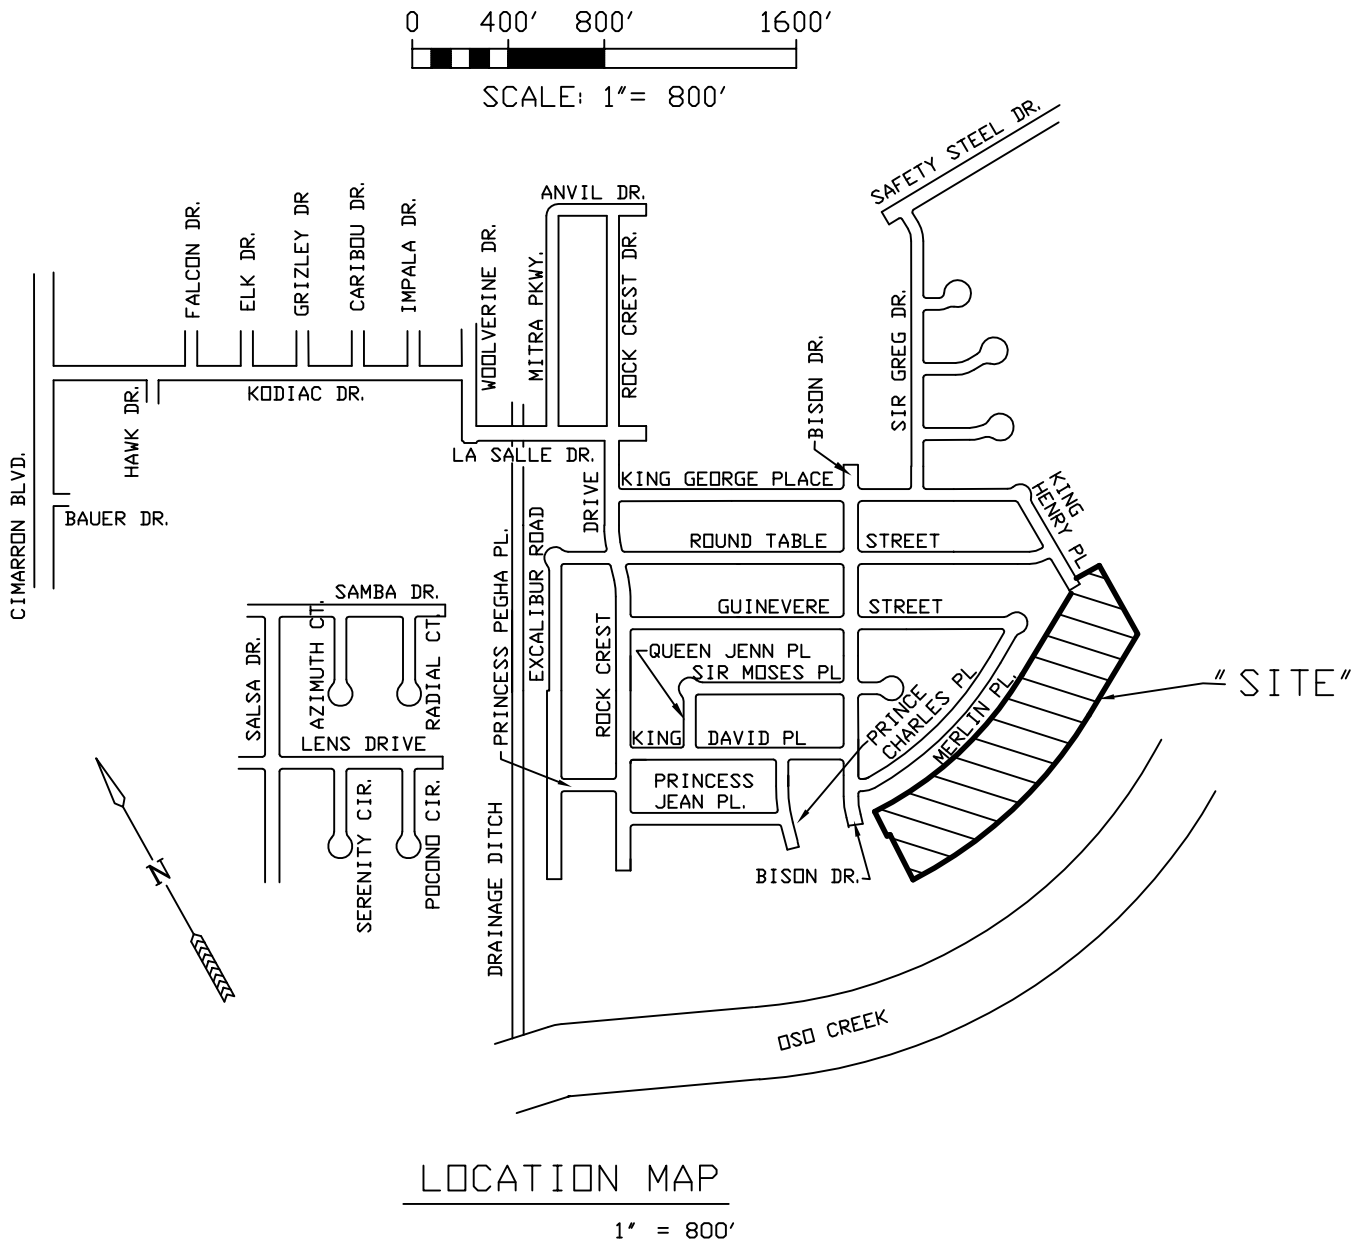 0 400' 800' 1600'
SCALE: 1"= 800'
SAFETY STEEL DR.
ANVIL DR.
FALCON DR.
ELK DR.
GRIZLEY DR
CARIBOU DR.
IMPALA DR.
WOOLVERINE DR.
MITRA PKWY.
ROCK CREST DR.
SIR GREG DR.
BISON DR.
KODIAC DR.
HAWK DR.
LA SALLE DR.
CIMARRON BLVD.
BAUER DR.
KING GEORGE PLACE
KING
HENRY PL
DRIVE
ROUND TABLE STREET
PRINCESS PEGHA PL.
EXCALIBUR ROAD
SAMBA DR.
GUINEVERE STREET
SALSA DR.
AZIMUTH CT.
RADIAL CT.
ROCK CREST
QUEEN JENN PL
SIR MOSES PL
"SITE"
PRINCE
CHARLES PL
MERLIN PL.
LENS DRIVE
KING DAVID PL
PRINCESS
JEAN PL.
SERENITY CIR.
POCONO CIR.
DRAINAGE DITCH
BISON DR.
N
OSO CREEK
LOCATION MAP
1" = 800'